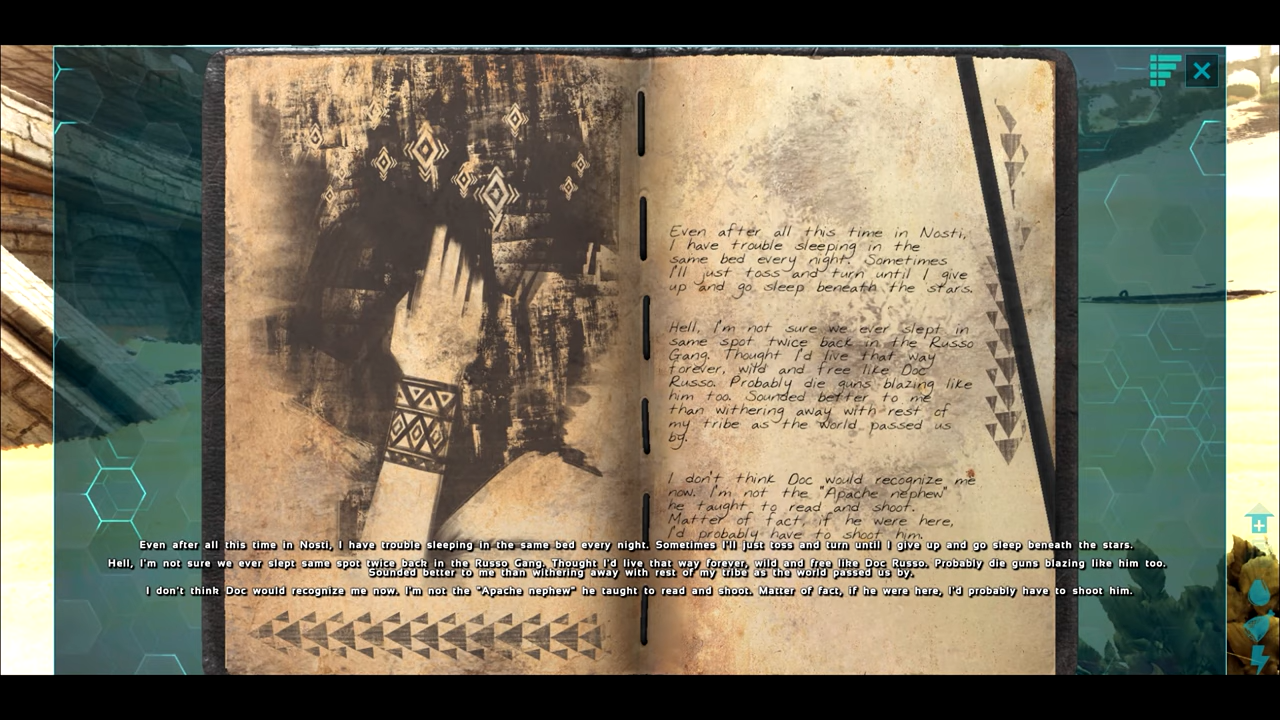 Even after all this time in Nosti,
I have trouble sleeping in the
same bed every night. Sometimes
I'll just toss and turn until I give
up and go sleep beneath the stars.
Hell, I'm not sure we ever slept in
same spot twice back in the Russo
Gang. Thought I'd live that way
forever, wild and free like Doc
Russo. Probably die guns blazing like
him too. Sounded better to me
than withering away with rest of
my tribe as the world passed us
by.
I don't think Doc would recognize me
now. I'm not the "Apache nephew"
he taught to read and shoot.
Matter of fact, if he were here,
I'd probably have to shoot him.
Even after all this time in Nosti, I have trouble sleeping in the same bed every night. Sometimes I'll just toss and turn until I give up and go sleep beneath the stars.
Hell, I'm not sure we ever slept same spot twice back in the Russo Gang. Thought I'd live that way forever, wild and free like Doc Russo. Probably die guns blazing like him too.
Sounded better to me than withering away with rest of my tribe as the world passed us by.
I don't think Doc would recognize me now. I'm not the "Apache nephew" he taught to read and shoot. Matter of fact, if he were here, I'd probably have to shoot him.